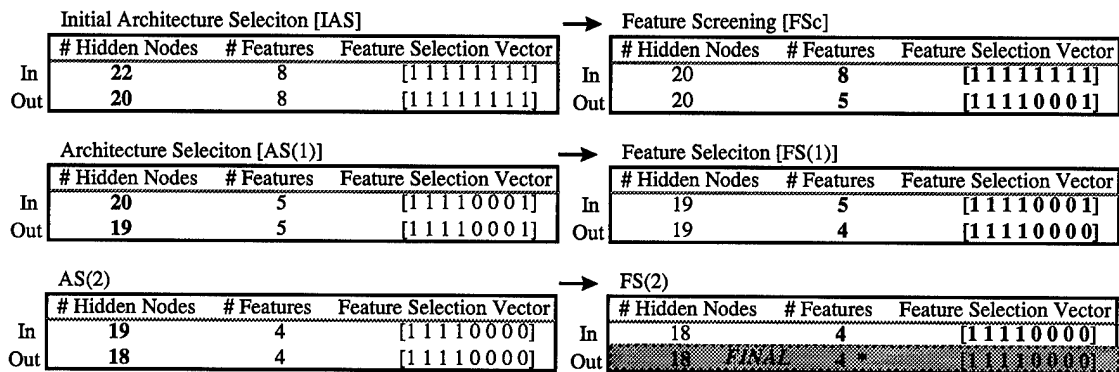 Initial Architecture Seleciton [IAS]
# Hidden Nodes # Features Feature Selection Vector
In 22 8 [1 1 1 1 1 1 1 1]
Out 20 8 [1 1 1 1 1 1 1 1]
Feature Screening [FSc]
# Hidden Nodes # Features Feature Selection Vector
In 20 8 [1 1 1 1 1 1 1 1]
Out 20 5 [1 1 1 1 0 0 0 1]
Architecture Seleciton [AS(1)]
# Hidden Nodes # Features Feature Selection Vector
In 20 5 [1 1 1 1 0 0 0 1]
Out 19 5 [1 1 1 1 0 0 0 1]
Feature Seleciton [FS(1)]
# Hidden Nodes # Features Feature Selection Vector
In 19 5 [1 1 1 1 0 0 0 1]
Out 19 4 [1 1 1 1 0 0 0 0]
AS(2)
# Hidden Nodes # Features Feature Selection Vector
In 19 4 [1 1 1 1 0 0 0 0]
Out 18 4 [1 1 1 1 0 0 0 0]
FS(2)
# Hidden Nodes # Features Feature Selection Vector
In 18 4 [1 1 1 1 0 0 0 0]
Out 18 FINAL 4 * [1 1 1 1 0 0 0 0]